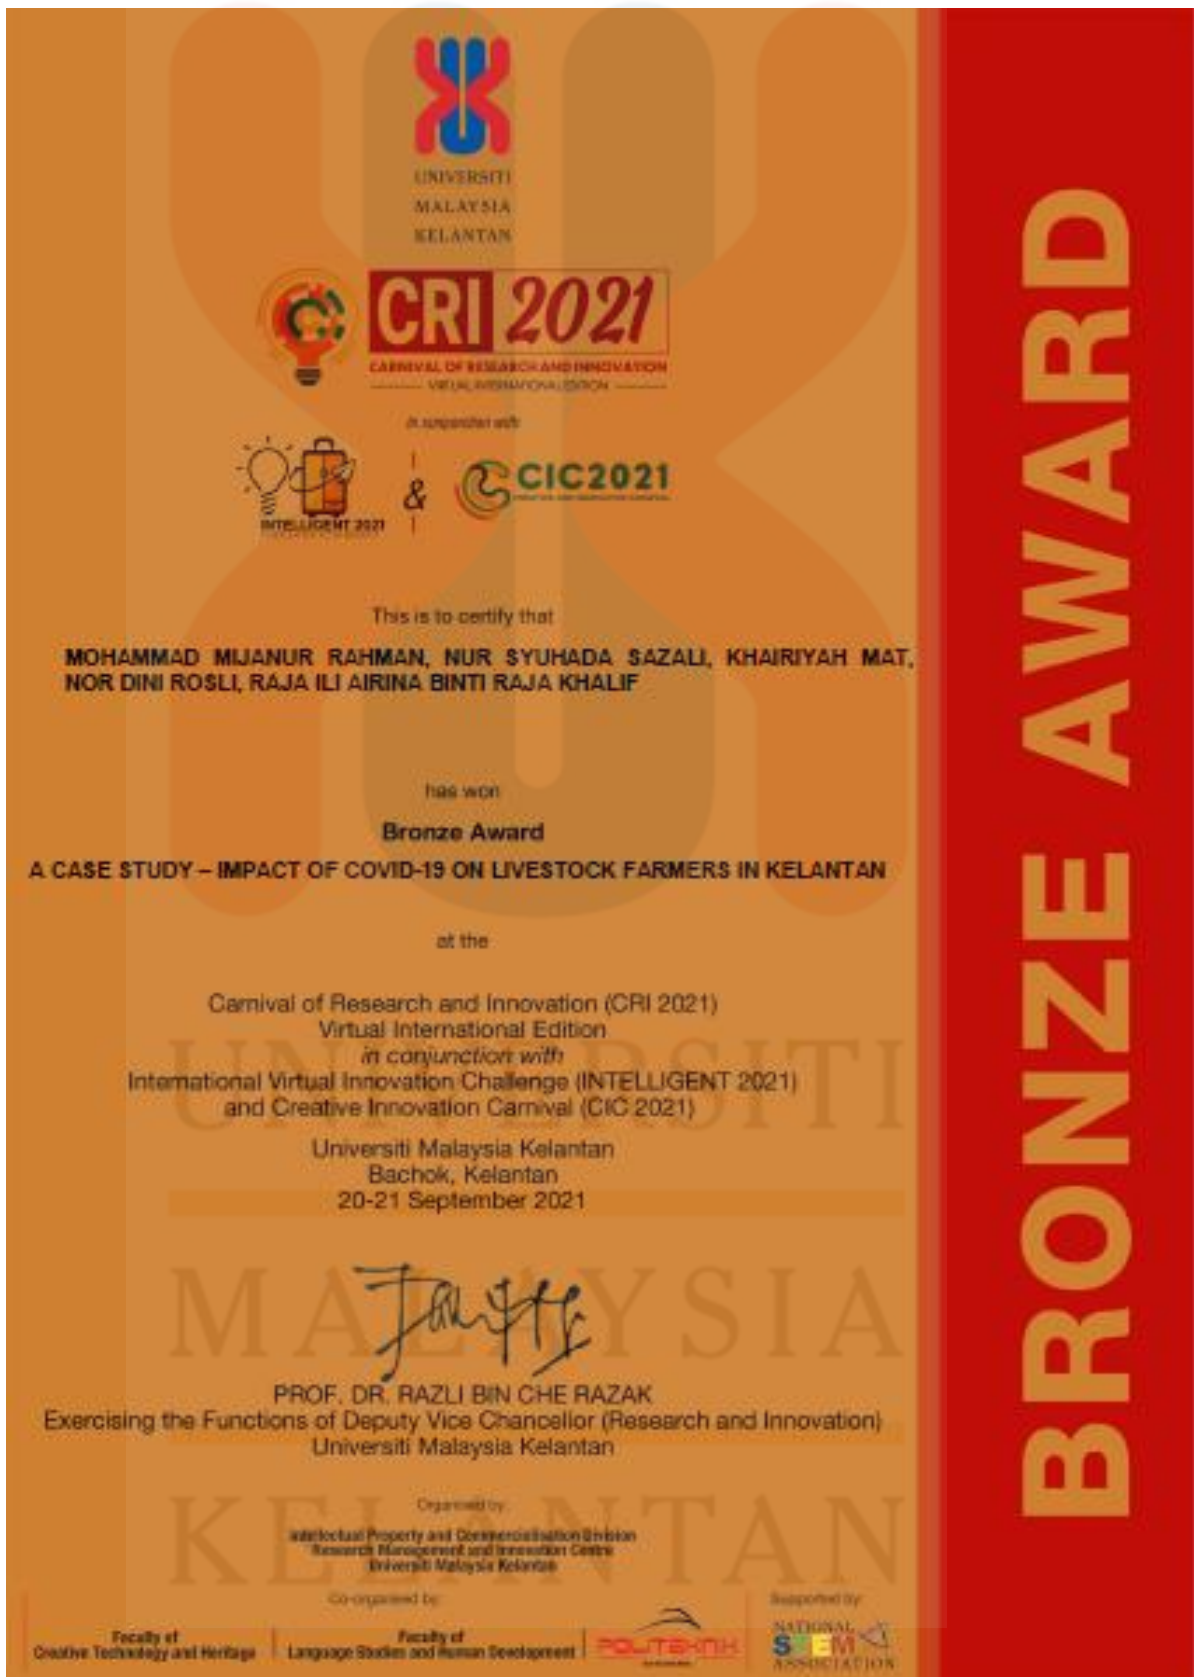 UNIVERSITI
MALAYSIA
KELANTAN
CRI 2021
CARNIVAL OF RESEARCH AND INNOVATION
VIRTUAL INTERNATIONAL EDITION
in conjunction with
INTELLIGENT 2021
&
CIC2021
This is to certify that
MOHAMMAD MIJANUR RAHMAN, NUR SYUHADA SAZALI, KHAIRIYAH MAT,
NOR DINI ROSLI, RAJA ILI AIRINA BINTI RAJA KHALIF
has won
Bronze Award
A CASE STUDY – IMPACT OF COVID-19 ON LIVESTOCK FARMERS IN KELANTAN
at the
Carnival of Research and Innovation (CRI 2021)
Virtual International Edition
in conjunction with
International Virtual Innovation Challenge (INTELLIGENT 2021)
and Creative Innovation Carnival (CIC 2021)
Universiti Malaysia Kelantan
Bachok, Kelantan
20-21 September 2021
PROF. DR. RAZLI BIN CHE RAZAK
Exercising the Functions of Deputy Vice Chancellor (Research and Innovation)
Universiti Malaysia Kelantan
Organised by:
Intellectual Property and Commercialisation Division
Research Management and Innovation Centre
Universiti Malaysia Kelantan
Co-organised by:
Faculty of
Creative Technology and Heritage
Faculty of
Language Studies and Human Development
POLITEKNIK
Supported by:
NATIONAL
STEM
ASSOCIATION
BRONZE AWARD
UNIVERSITI
MALAYSIA
KELANTAN